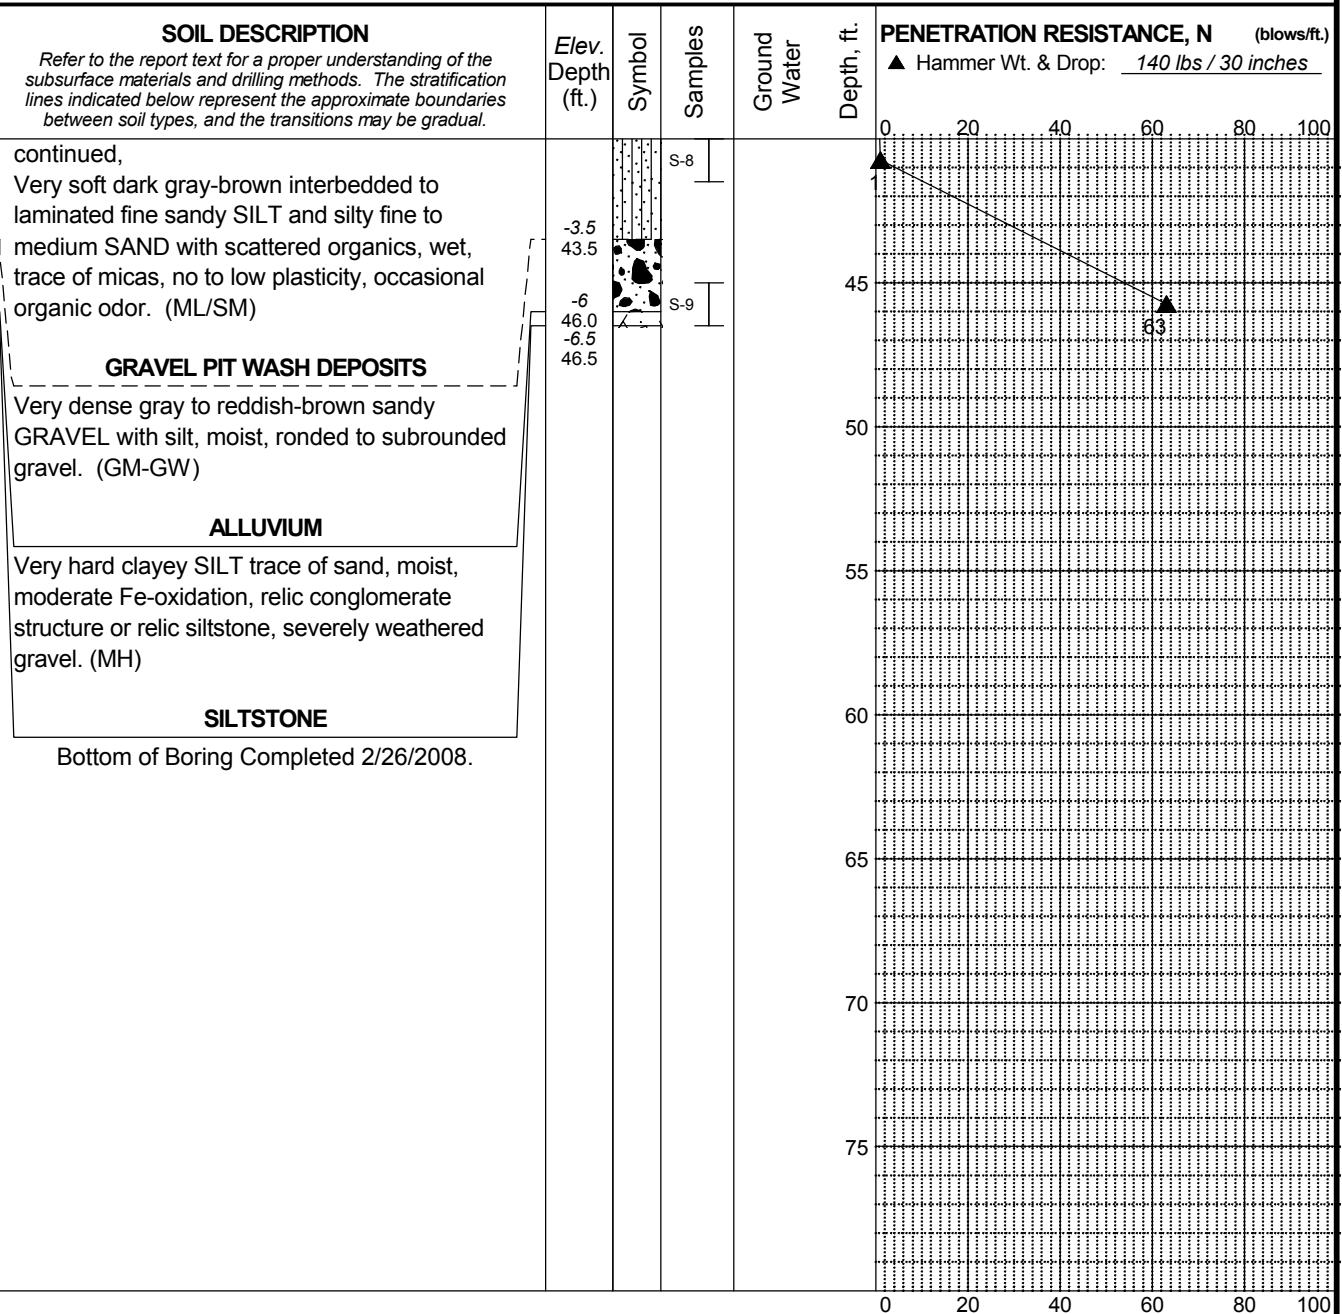 SOIL DESCRIPTION
Refer to the report text for a proper understanding of the
subsurface materials and drilling methods. The stratification
lines indicated below represent the approximate boundaries
between soil types, and the transitions may be gradual.
Elev.
Depth
(ft.)
Symbol
Samples
Ground
Water
Depth, ft.
PENETRATION RESISTANCE, N (blows/ft.)
▲ Hammer Wt. & Drop: 140 lbs / 30 inches
0 20 40 60 80 100
continued,
Very soft dark gray-brown interbedded to
laminated fine sandy SILT and silty fine to
medium SAND with scattered organics, wet,
trace of micas, no to low plasticity, occasional
organic odor. (ML/SM)
GRAVEL PIT WASH DEPOSITS
Very dense gray to reddish-brown sandy
GRAVEL with silt, moist, ronded to subrounded
gravel. (GM-GW)
ALLUVIUM
Very hard clayey SILT trace of sand, moist,
moderate Fe-oxidation, relic conglomerate
structure or relic siltstone, severely weathered
gravel. (MH)
SILTSTONE
Bottom of Boring Completed 2/26/2008.
-3.5
43.5
-6
46.0
-6.5
46.5
S-8
S-9
45
50
55
60
65
70
75
1
63
0 20 40 60 80 100